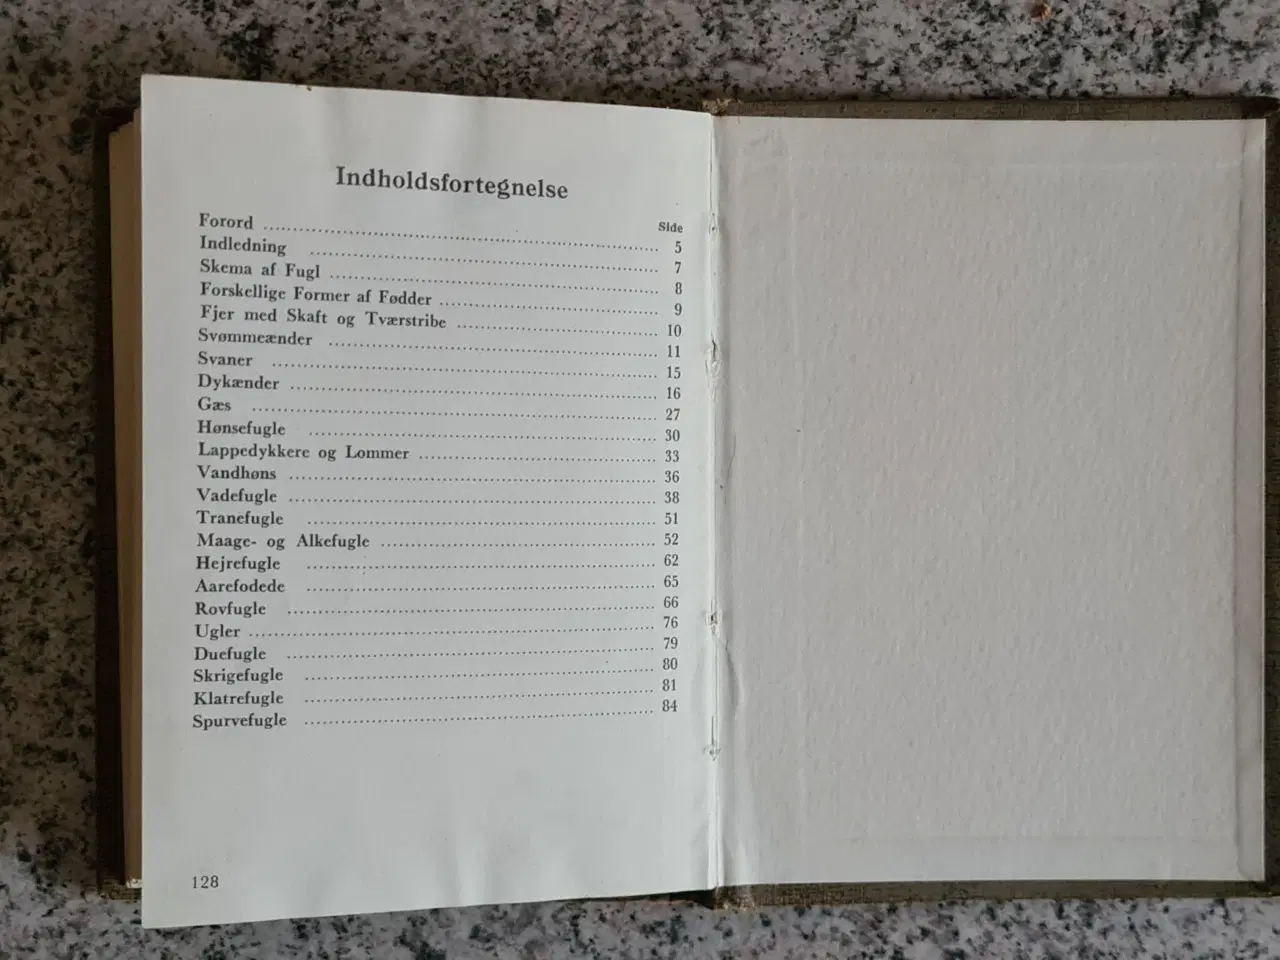 Indholdsfortegnelse
Side
Forord 5
Indledning 7
Skema af Fugl 8
Forskellige Former af Fødder 9
Fjer med Skaft og Tværstribe 10
Svømmeænder 11
Svaner 15
Dykænder 16
Gæs 27
Hønsefugle 30
Lappedykkere og Lommer 33
Vandhøns 36
Vadefugle 38
Tranefugle 51
Maage- og Alkefugle 52
Hejrefugle 62
Aarefodede 65
Rovfugle 66
Ugler 76
Duefugle 79
Skrigefugle 80
Klatrefugle 81
Spurvefugle 84
128